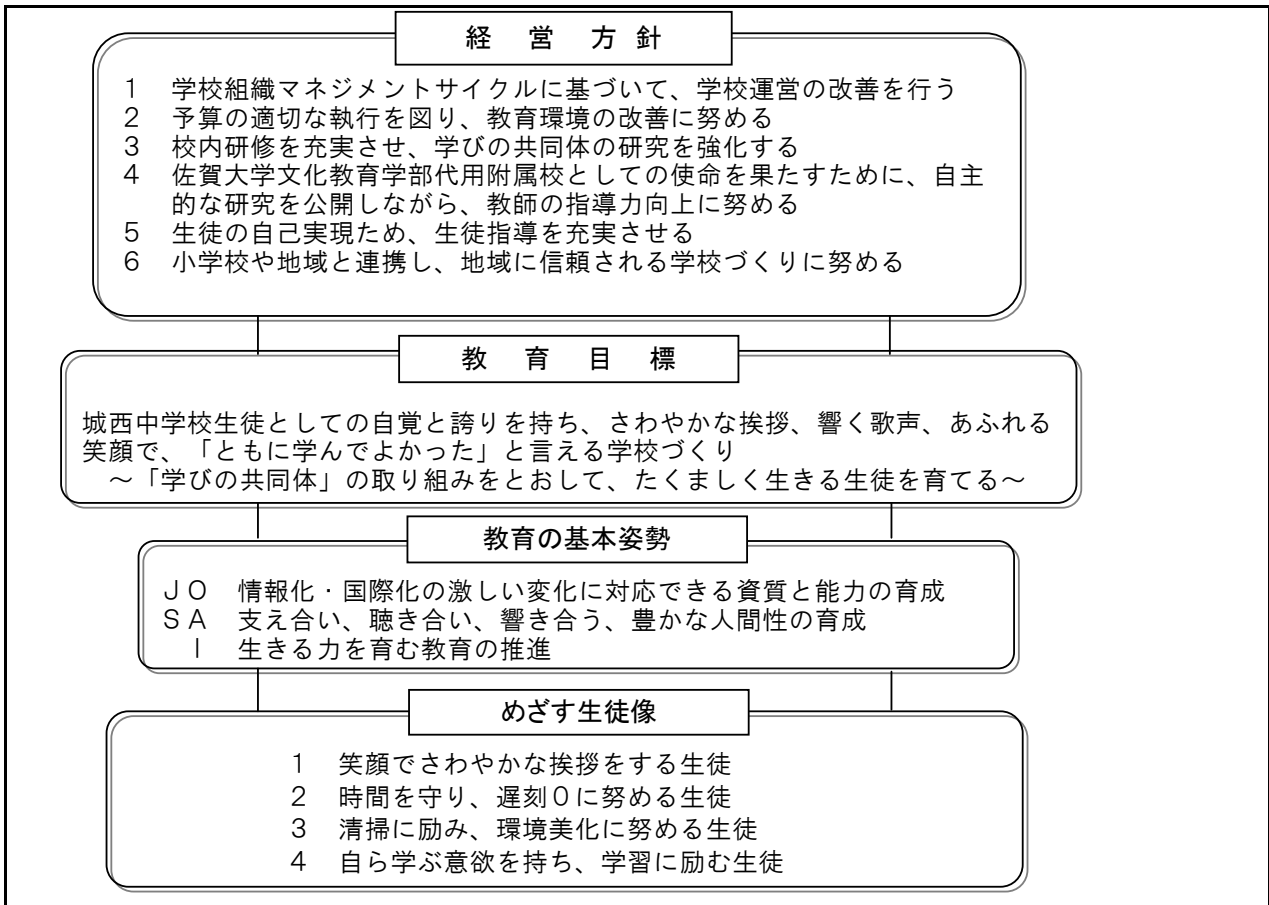 経　営　方　針
１　学校組織マネジメントサイクルに基づいて、学校運営の改善を行う
２　予算の適切な執行を図り、教育環境の改善に努める
３　校内研修を充実させ、学びの共同体の研究を強化する
４　佐賀大学文化教育学部代用附属校としての使命を果たすために、自主
的な研究を公開しながら、教師の指導力向上に努める
５　生徒の自己実現ため、生徒指導を充実させる
６　小学校や地域と連携し、地域に信頼される学校づくりに努める
教　育　目　標
城西中学校生徒としての自覚と誇りを持ち、さわやかな挨拶、響く歌声、あふれる
笑顔で、「ともに学んでよかった」と言える学校づくり
～「学びの共同体」の取り組みをとおして、たくましく生きる生徒を育てる～
教育の基本姿勢
ＪＯ　情報化・国際化の激しい変化に対応できる資質と能力の育成
ＳＡ　支え合い、聴き合い、響き合う、豊かな人間性の育成
Ｉ　生きる力を育む教育の推進
めざす生徒像
１　笑顔でさわやかな挨拶をする生徒
２　時間を守り、遅刻０に努める生徒
３　清掃に励み、環境美化に努める生徒
４　自ら学ぶ意欲を持ち、学習に励む生徒